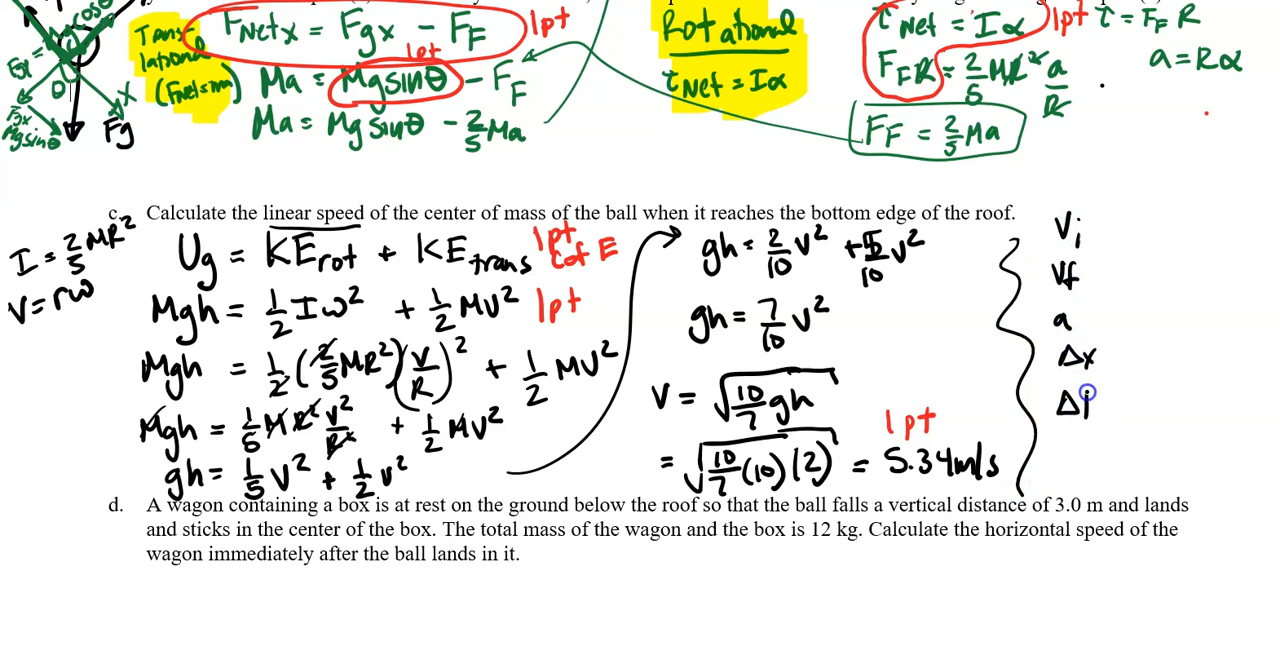 cosθ
Trans-
lational
(Fnet=ma)
FNetx = Fgx - FF 1pt
1pt
Ma = Mgsinθ - FF
Ma = Mgsinθ - 2/5 Ma
Fgx
Mgsinθ
θ
x
Fg
Rotational
τNet = Iα
τNet = Iα 1pt τ = FF R
FFR = 2/5 MR² a/R
a = Rα
FF = 2/5 Ma
c. Calculate the linear speed of the center of mass of the ball when it reaches the bottom edge of the roof.
I = 2/5 MR²
V = rω
Ug = KErot + KEtrans 1pt C of E
Mgh = 1/2 Iω² + 1/2 MV² 1pt
Mgh = 1/2 (2/5 MR²)(V/R)² + 1/2 MV²
Mgh = 1/5 MR² V²/R² + 1/2 MV²
gh = 1/5 V² + 1/2 V²
gh = 2/10 V² + 5/10 V²
gh = 7/10 V²
V = √10/7 gh
1pt
= √10/7 (10)(2) = 5.34m/s
Vi
Vf
a
Δx
Δ
d. A wagon containing a box is at rest on the ground below the roof so that the ball falls a vertical distance of 3.0 m and lands
and sticks in the center of the box. The total mass of the wagon and the box is 12 kg. Calculate the horizontal speed of the
wagon immediately after the ball lands in it.